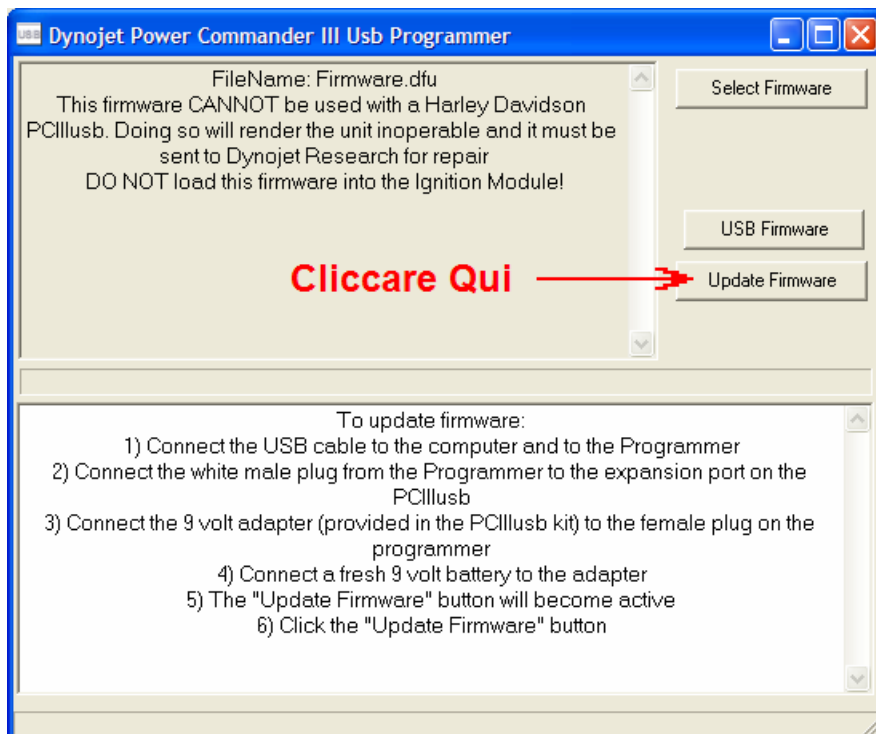 USB Dynojet Power Commander III Usb Programmer
FileName: Firmware.dfu
This firmware CANNOT be used with a Harley Davidson
PCIIIusb. Doing so will render the unit inoperable and it must be
sent to Dynojet Research for repair
DO NOT load this firmware into the Ignition Module!
Select Firmware
USB Firmware
Cliccare Qui
Update Firmware
To update firmware:
1) Connect the USB cable to the computer and to the Programmer
2) Connect the white male plug from the Programmer to the expansion port on the
PCIIIusb
3) Connect the 9 volt adapter (provided in the PCIIIusb kit) to the female plug on the
programmer
4) Connect a fresh 9 volt battery to the adapter
5) The "Update Firmware" button will become active
6) Click the "Update Firmware" button